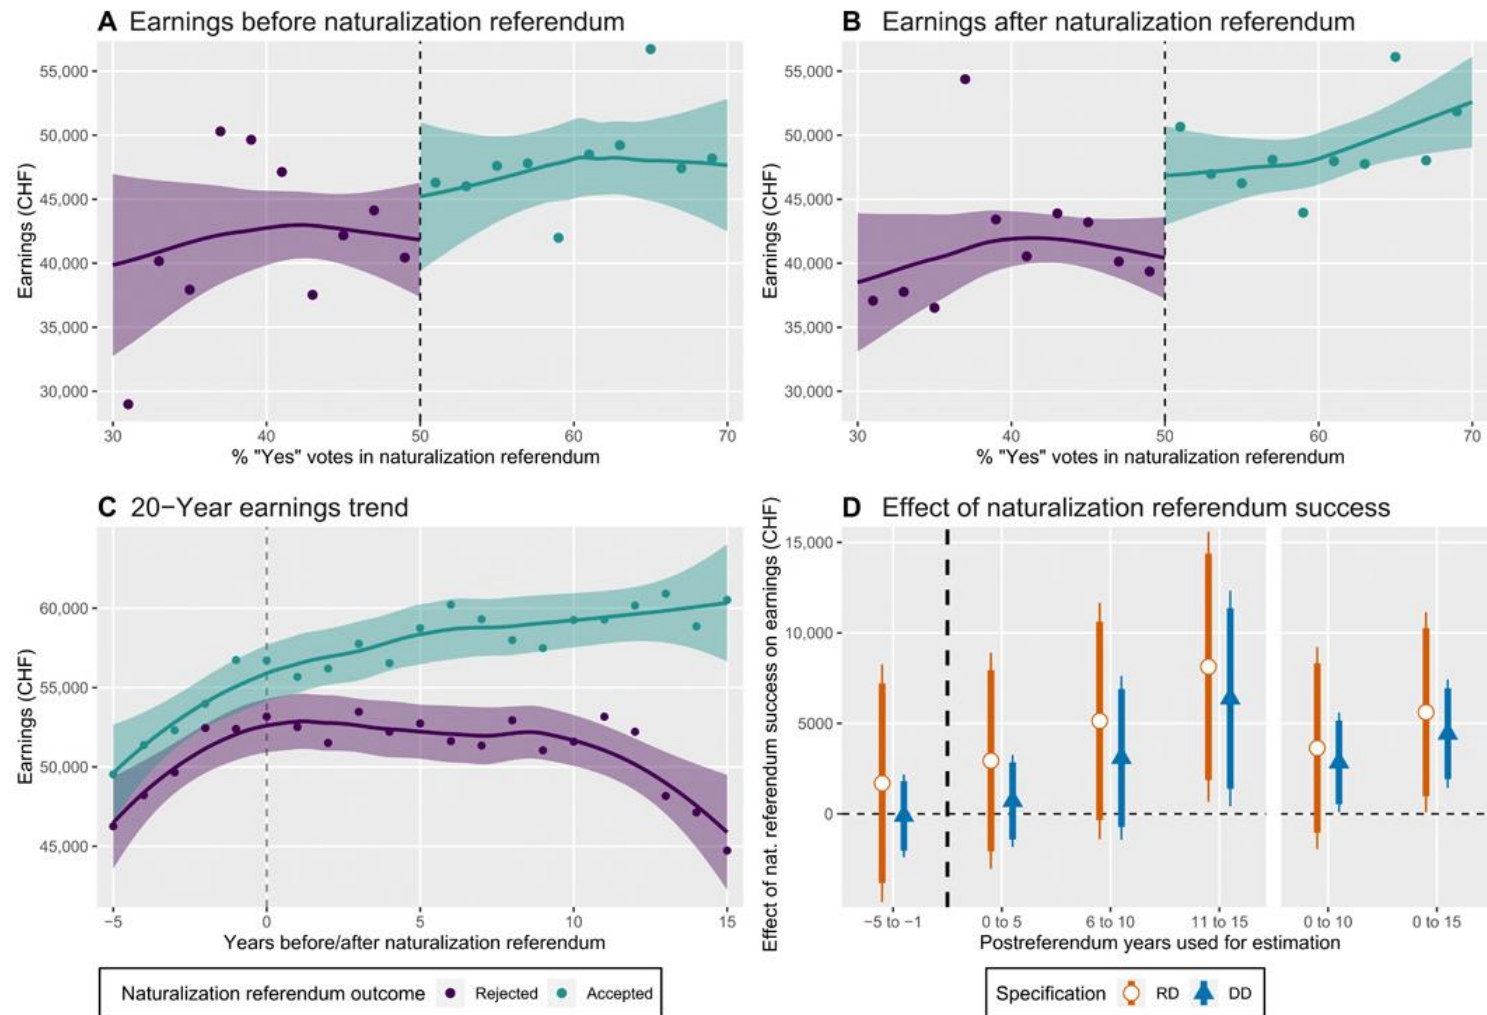 A Earnings before naturalization referendum
55,000
50,000
45,000
40,000
35,000
30,000
Earnings (CHF)
30 40 50 60 70
% "Yes" votes in naturalization referendum
B Earnings after naturalization referendum
55,000
50,000
45,000
40,000
35,000
30,000
Earnings (CHF)
30 40 50 60 70
% "Yes" votes in naturalization referendum
C 20−Year earnings trend
60,000
55,000
50,000
45,000
Earnings (CHF)
−5 0 5 10 15
Years before/after naturalization referendum
Naturalization referendum outcome Rejected Accepted
D Effect of naturalization referendum success
15,000
10,000
5000
0
Effect of nat. referendum success on earnings (CHF)
−5 to −1 0 to 5 6 to 10 11 to 15 0 to 10 0 to 15
Postreferendum years used for estimation
Specification RD DD